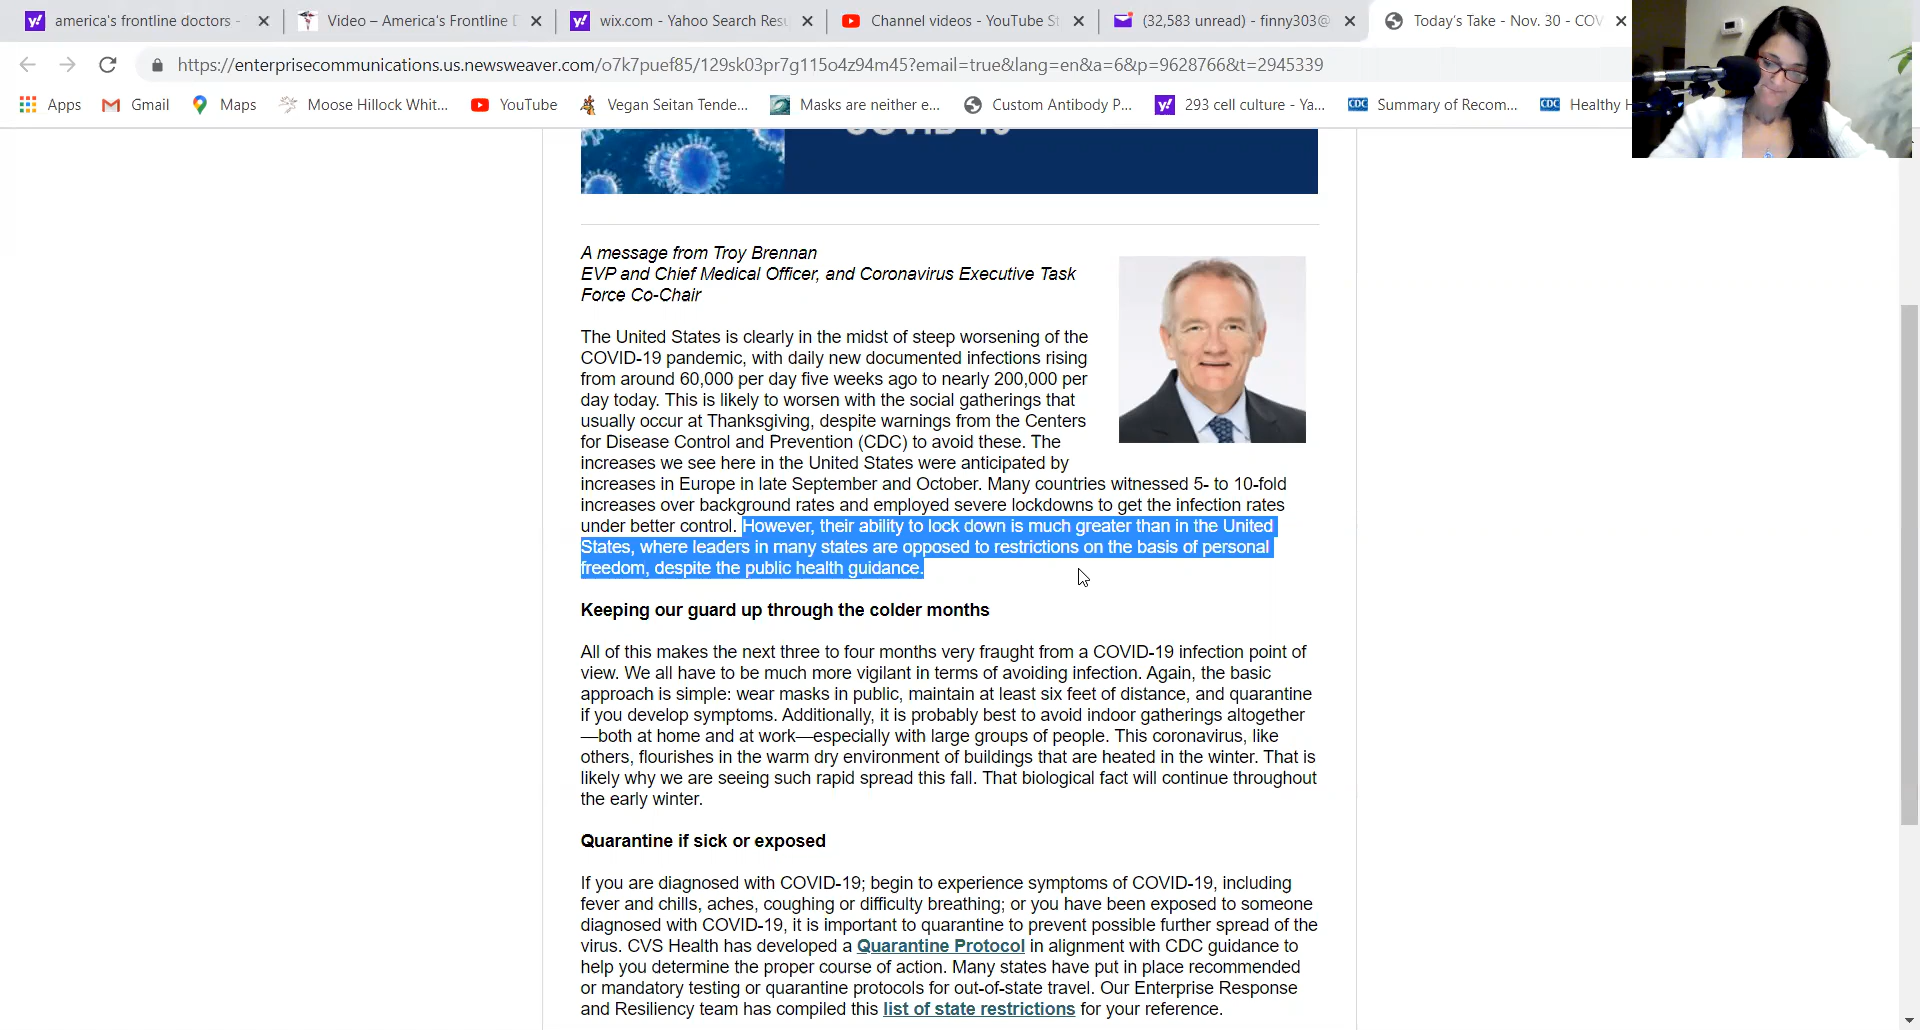 america's frontline doctors -
Video – America's Frontline D
wix.com - Yahoo Search Resu
Channel videos - YouTube St
(32,583 unread) - finny303@
Today's Take - Nov. 30 - COV
https://enterprisecommunications.us.newsweaver.com/o7k7puef85/129sk03pr7g115o4z94m45?email=true&lang=en&a=6&p=9628766&t=2945339
Apps
Gmail
Maps
Moose Hillock Whit...
YouTube
Vegan Seitan Tende...
Masks are neither e...
Custom Antibody P...
293 cell culture - Ya...
CDC
Summary of Recom...
CDC
Healthy H
COVID-19
A message from Troy Brennan
EVP and Chief Medical Officer, and Coronavirus Executive Task
Force Co-Chair
The United States is clearly in the midst of steep worsening of the
COVID-19 pandemic, with daily new documented infections rising
from around 60,000 per day five weeks ago to nearly 200,000 per
day today. This is likely to worsen with the social gatherings that
usually occur at Thanksgiving, despite warnings from the Centers
for Disease Control and Prevention (CDC) to avoid these. The
increases we see here in the United States were anticipated by
increases in Europe in late September and October. Many countries witnessed 5- to 10-fold
increases over background rates and employed severe lockdowns to get the infection rates
under better control. However, their ability to lock down is much greater than in the United
States, where leaders in many states are opposed to restrictions on the basis of personal
freedom, despite the public health guidance.
Keeping our guard up through the colder months
All of this makes the next three to four months very fraught from a COVID-19 infection point of
view. We all have to be much more vigilant in terms of avoiding infection. Again, the basic
approach is simple: wear masks in public, maintain at least six feet of distance, and quarantine
if you develop symptoms. Additionally, it is probably best to avoid indoor gatherings altogether
—both at home and at work—especially with large groups of people. This coronavirus, like
others, flourishes in the warm dry environment of buildings that are heated in the winter. That is
likely why we are seeing such rapid spread this fall. That biological fact will continue throughout
the early winter.
Quarantine if sick or exposed
If you are diagnosed with COVID-19; begin to experience symptoms of COVID-19, including
fever and chills, aches, coughing or difficulty breathing; or you have been exposed to someone
diagnosed with COVID-19, it is important to quarantine to prevent possible further spread of the
virus. CVS Health has developed a Quarantine Protocol in alignment with CDC guidance to
help you determine the proper course of action. Many states have put in place recommended
or mandatory testing or quarantine protocols for out-of-state travel. Our Enterprise Response
and Resiliency team has compiled this list of state restrictions for your reference.